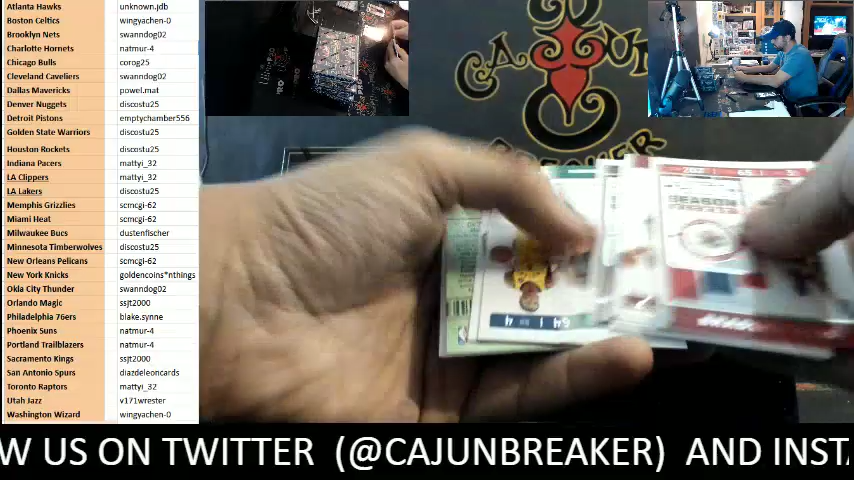 Atlanta Hawks unknown.jdb
Boston Celtics wingyachen-0
Brooklyn Nets swanndog02
Charlotte Hornets natmur-4
Chicago Bulls corog25
Cleveland Caveliers swanndog02
Dallas Mavericks powel.mat
Denver Nuggets discostu25
Detroit Pistons emptychamber556
Golden State Warriors discostu25
Houston Rockets discostu25
Indiana Pacers mattyi_32
LA Clippers mattyi_32
LA Lakers discostu25
Memphis Grizzlies scmcgi-62
Miami Heat scmcgi-62
Milwaukee Bucs dustenfischer
Minnesota Timberwolves discostu25
New Orleans Pelicans scmcgi-62
New York Knicks goldencoins*nthings
Okla City Thunder swanndog02
Orlando Magic ssjt2000
Philadelphia 76ers blake.synne
Phoenix Suns natmur-4
Portland Trailblazers natmur-4
Sacramento Kings ssjt2000
San Antonio Spurs diazdeleoncards
Toronto Raptors mattyi_32
Utah Jazz v171wrester
Washington Wizard wingyachen-0
SEASON
W US ON TWITTER (@CAJUNBREAKER) AND INSTA